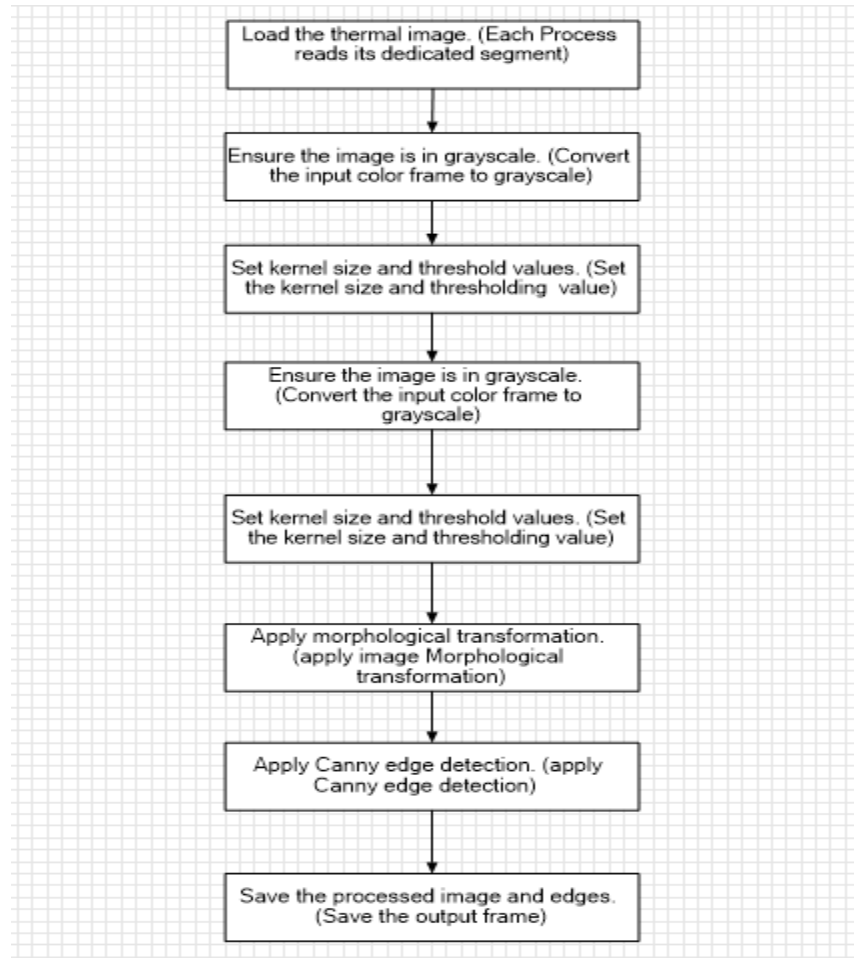 Load the thermal image. (Each Process
reads its dedicated segment)
Ensure the image is in grayscale. (Convert
the input color frame to grayscale)
Set kernel size and threshold values. (Set
the kernel size and thresholding value)
Ensure the image is in grayscale.
(Convert the input color frame to
grayscale)
Set kernel size and threshold values. (Set
the kernel size and thresholding value)
Apply morphological transformation.
(apply image Morphological
transformation)
Apply Canny edge detection. (apply
Canny edge detection)
Save the processed image and edges.
(Save the output frame)